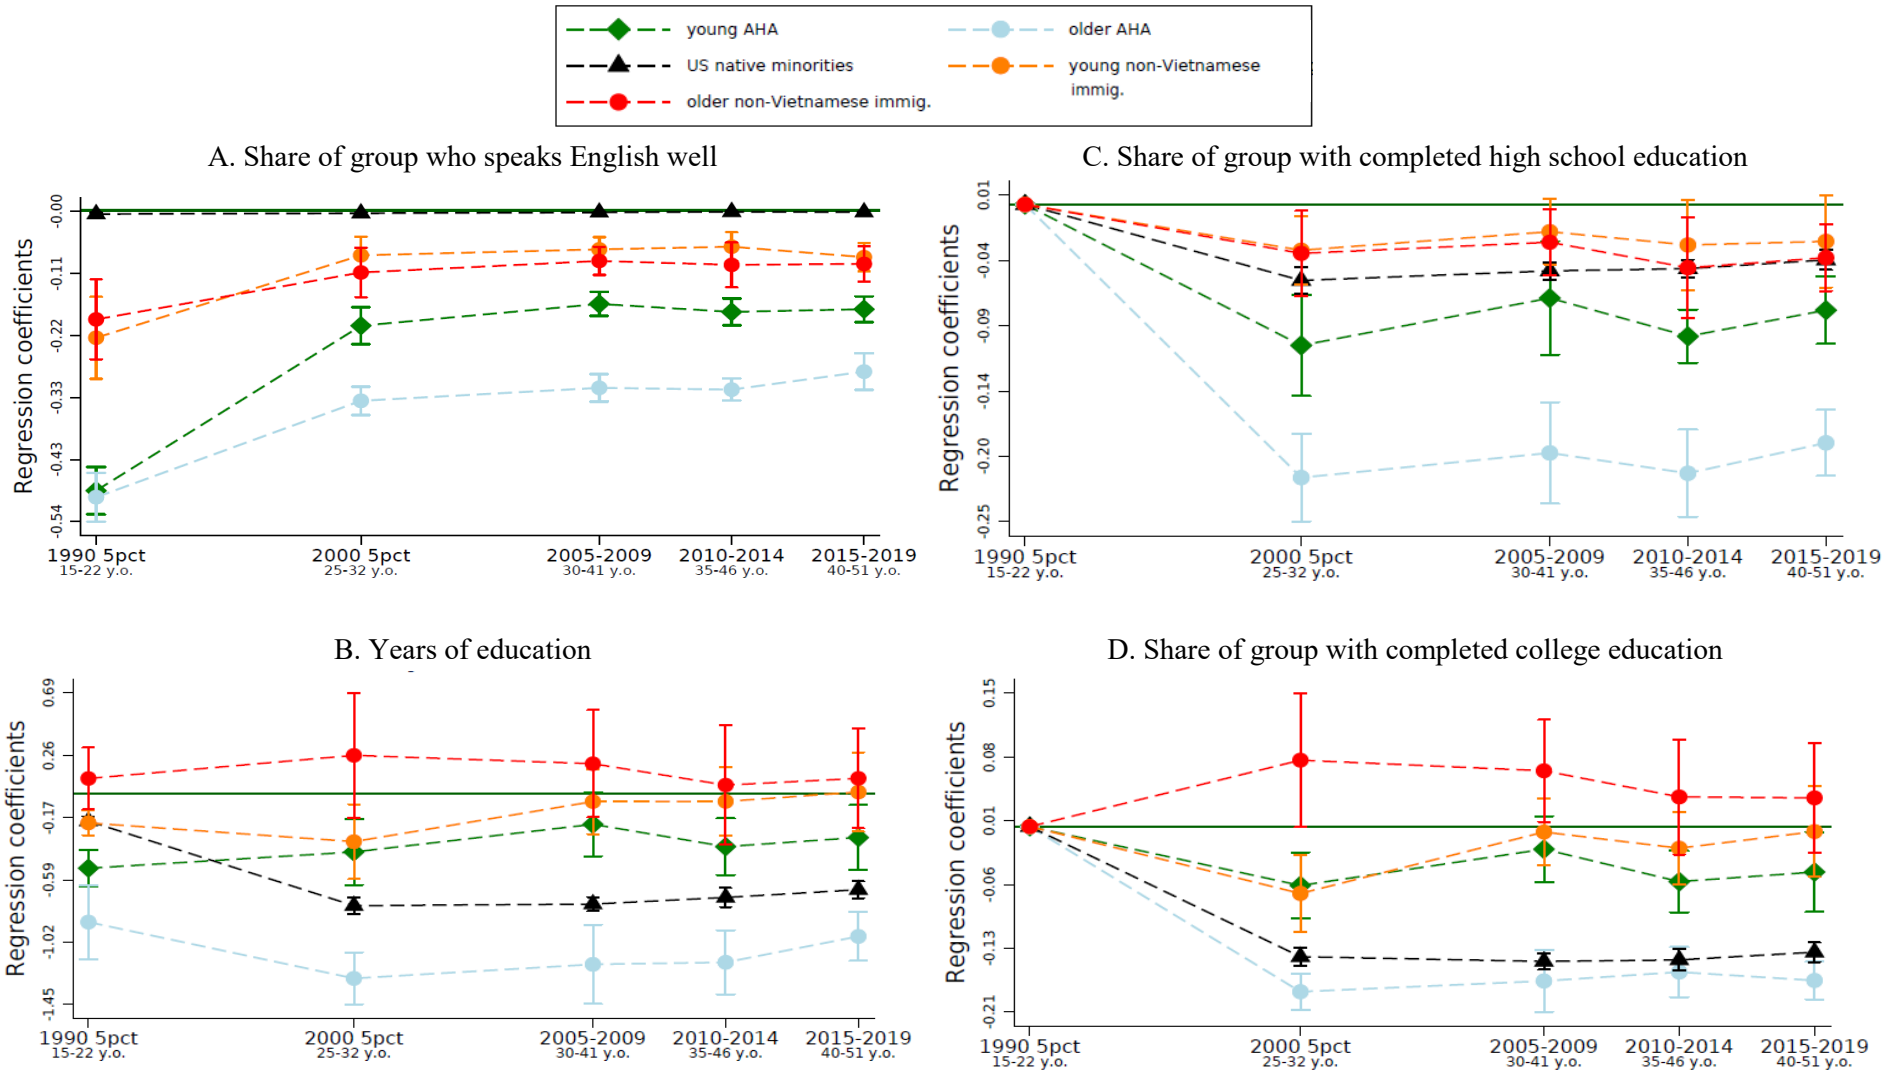 young AHA
older AHA
US native minorities
young non-Vietnamese
immig.
older non-Vietnamese immig.
A. Share of group who speaks English well
Regression coefficients
-0.00
-0.11
-0.22
-0.33
-0.43
-0.54
1990 5pct
15-22 y.o.
2000 5pct
25-32 y.o.
2005-2009
30-41 y.o.
2010-2014
35-46 y.o.
2015-2019
40-51 y.o.
C. Share of group with completed high school education
Regression coefficients
0.01
-0.04
-0.09
-0.14
-0.20
-0.25
1990 5pct
15-22 y.o.
2000 5pct
25-32 y.o.
2005-2009
30-41 y.o.
2010-2014
35-46 y.o.
2015-2019
40-51 y.o.
B. Years of education
Regression coefficients
0.69
0.26
-0.17
-0.59
-1.02
-1.45
1990 5pct
15-22 y.o.
2000 5pct
25-32 y.o.
2005-2009
30-41 y.o.
2010-2014
35-46 y.o.
2015-2019
40-51 y.o.
D. Share of group with completed college education
Regression coefficients
0.15
0.08
0.01
-0.06
-0.13
-0.21
1990 5pct
15-22 y.o.
2000 5pct
25-32 y.o.
2005-2009
30-41 y.o.
2010-2014
35-46 y.o.
2015-2019
40-51 y.o.